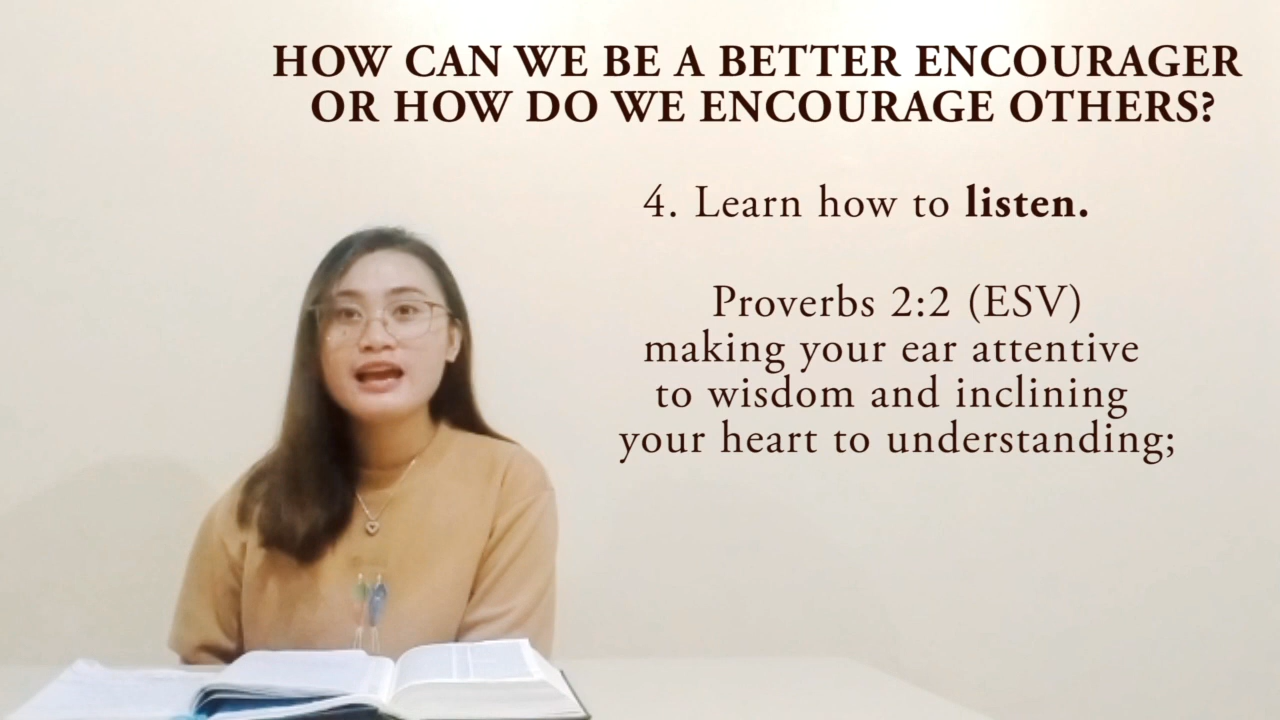 HOW CAN WE BE A BETTER ENCOURAGER
OR HOW DO WE ENCOURAGE OTHERS?
4. Learn how to listen.
Proverbs 2:2 (ESV)
making your ear attentive
to wisdom and inclining
your heart to understanding;